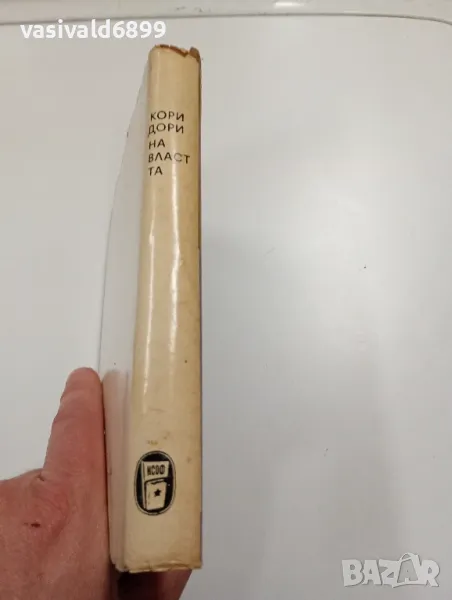 vasivald6899
КОРИ
ДОРИ
НА
ВЛАСТ
ТА
НСОФ
BAZAR